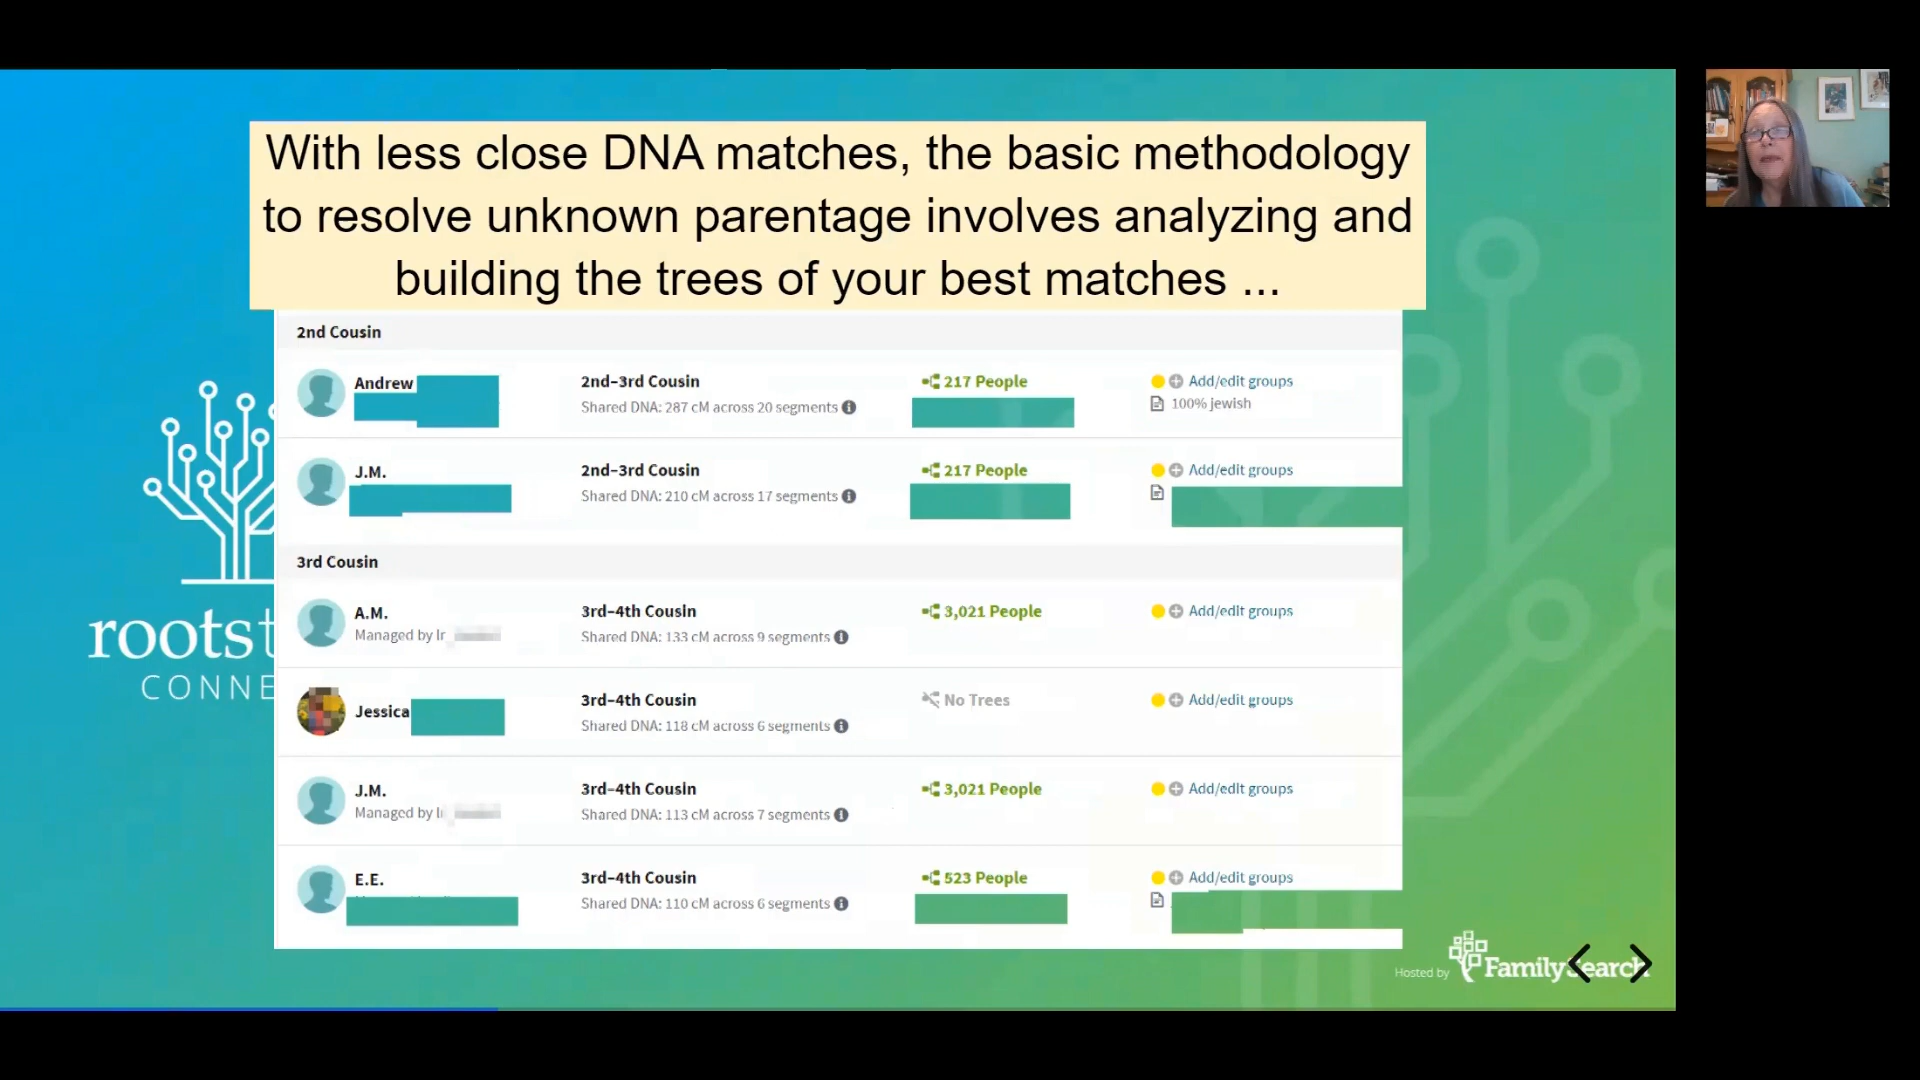 With less close DNA matches, the basic methodology
to resolve unknown parentage involves analyzing and
building the trees of your best matches ...
2nd Cousin
Andrew
2nd–3rd Cousin
Shared DNA: 287 cM across 20 segments
217 People
Add/edit groups
100% jewish
J.M.
2nd–3rd Cousin
Shared DNA: 210 cM across 17 segments
217 People
Add/edit groups
3rd Cousin
A.M.
Managed by
3rd–4th Cousin
Shared DNA: 133 cM across 9 segments
3,021 People
Add/edit groups
Jessica
3rd–4th Cousin
Shared DNA: 118 cM across 6 segments
No Trees
Add/edit groups
J.M.
Managed by
3rd–4th Cousin
Shared DNA: 113 cM across 7 segments
3,021 People
Add/edit groups
E.E.
3rd–4th Cousin
Shared DNA: 110 cM across 6 segments
523 People
Add/edit groups
roots
CONNE
Hosted by FamilySearch